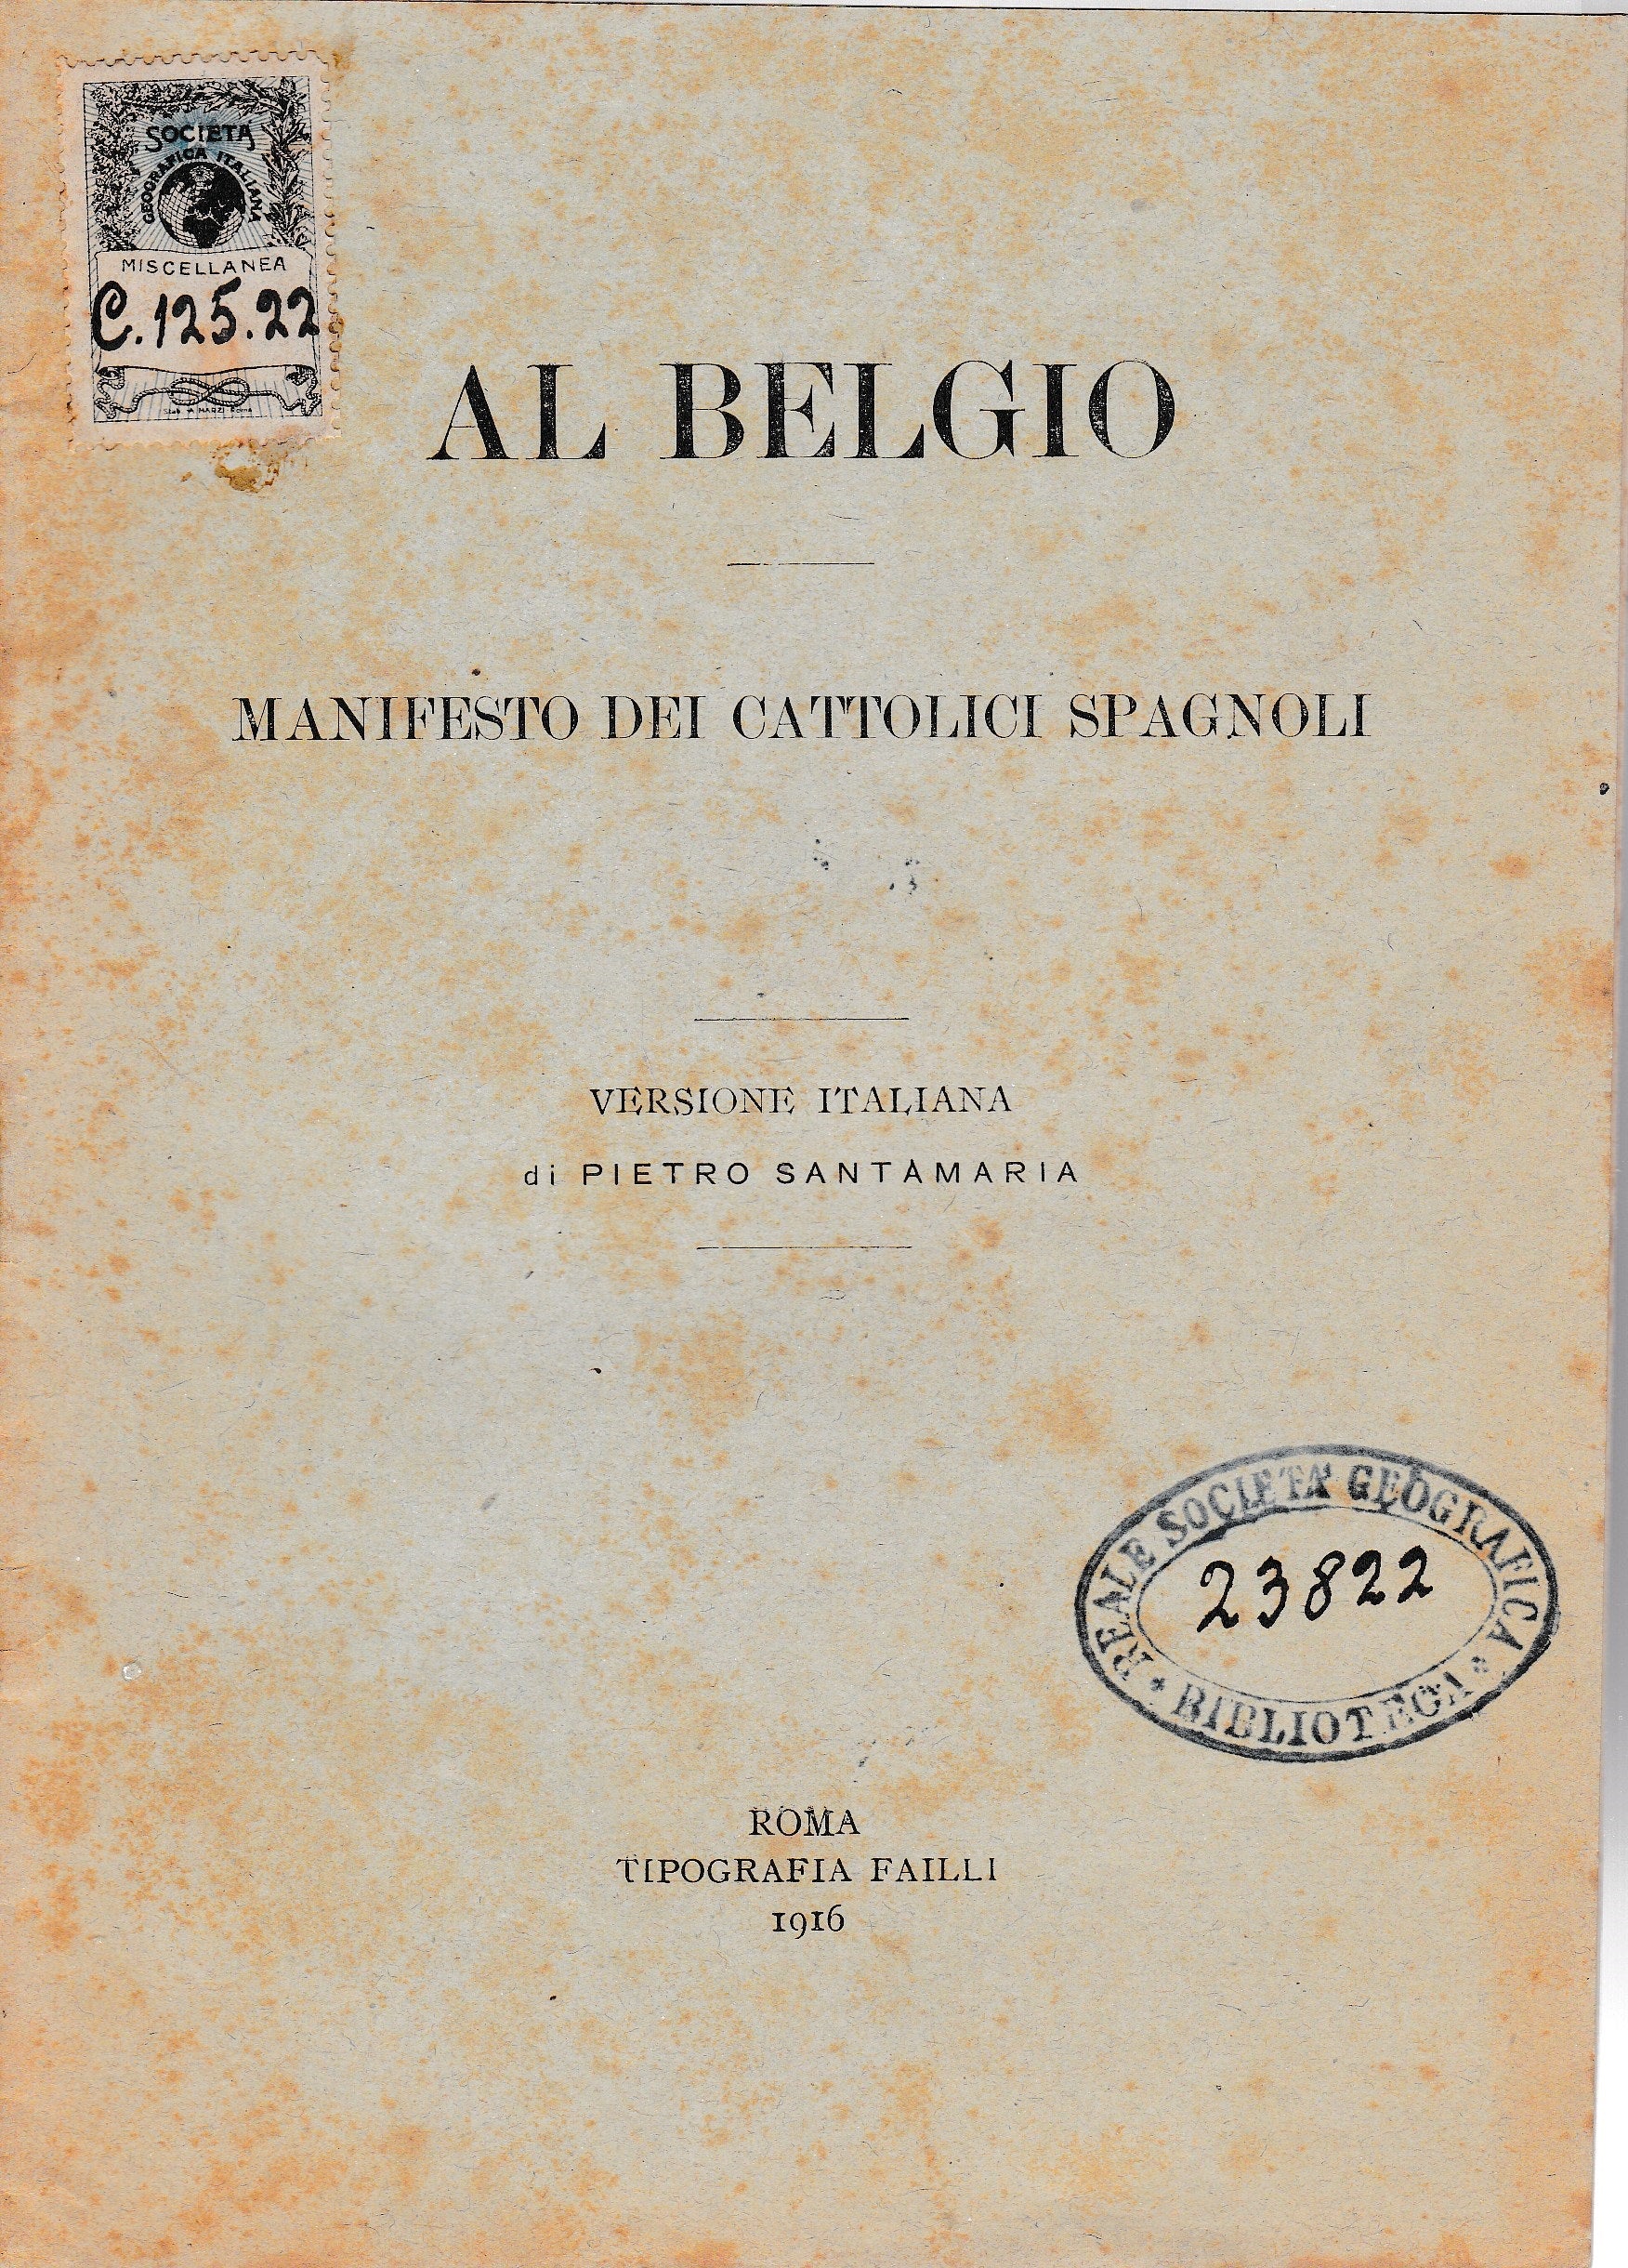 SOCIETÀ
GEOGRAFICA ITALIANA
MISCELLANEA
C. 125.22
AL BELGIO
MANIFESTO DEI CATTOLICI SPAGNOLI
VERSIONE ITALIANA
di PIETRO SANTAMARIA
REALE SOCIETA' GEOGRAFICA
23822
* BIBLIOTECA *
ROMA
TIPOGRAFIA FAILLI
1916